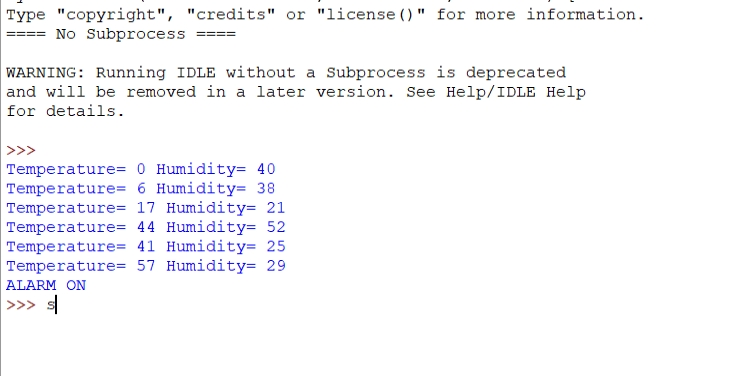 Type "copyright", "credits" or "license()" for more information.
==== No Subprocess ====
WARNING: Running IDLE without a Subprocess is deprecated
and will be removed in a later version. See Help/IDLE Help
for details.
>>>
Temperature= 0 Humidity= 40
Temperature= 6 Humidity= 38
Temperature= 17 Humidity= 21
Temperature= 44 Humidity= 52
Temperature= 41 Humidity= 25
Temperature= 57 Humidity= 29
ALARM ON
>>> s